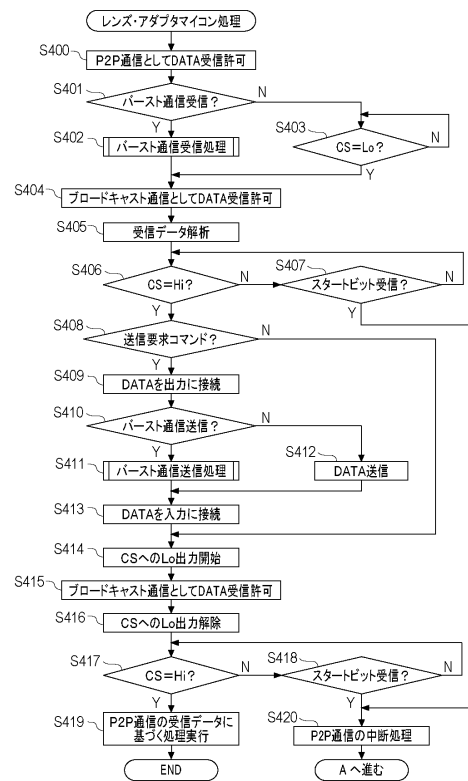 レンズ・アダプタマイコン処理
S400
P2P通信としてDATA受信許可
S401
バースト通信受信?
N
Y
S402
バースト通信受信処理
S403
CS=Lo?
N
Y
S404
ブロードキャスト通信としてDATA受信許可
S405
受信データ解析
S406
CS=Hi?
N
Y
S407
スタートビット受信?
N
Y
S408
送信要求コマンド?
N
Y
S409
DATAを出力に接続
S410
バースト通信送信?
N
Y
S411
バースト通信送信処理
S412
DATA送信
S413
DATAを入力に接続
S414
CSへのLo出力開始
S415
ブロードキャスト通信としてDATA受信許可
S416
CSへのLo出力解除
S417
CS=Hi?
N
Y
S418
スタートビット受信?
N
Y
S419
P2P通信の受信データに
基づく処理実行
S420
P2P通信の中断処理
END
Aへ進む